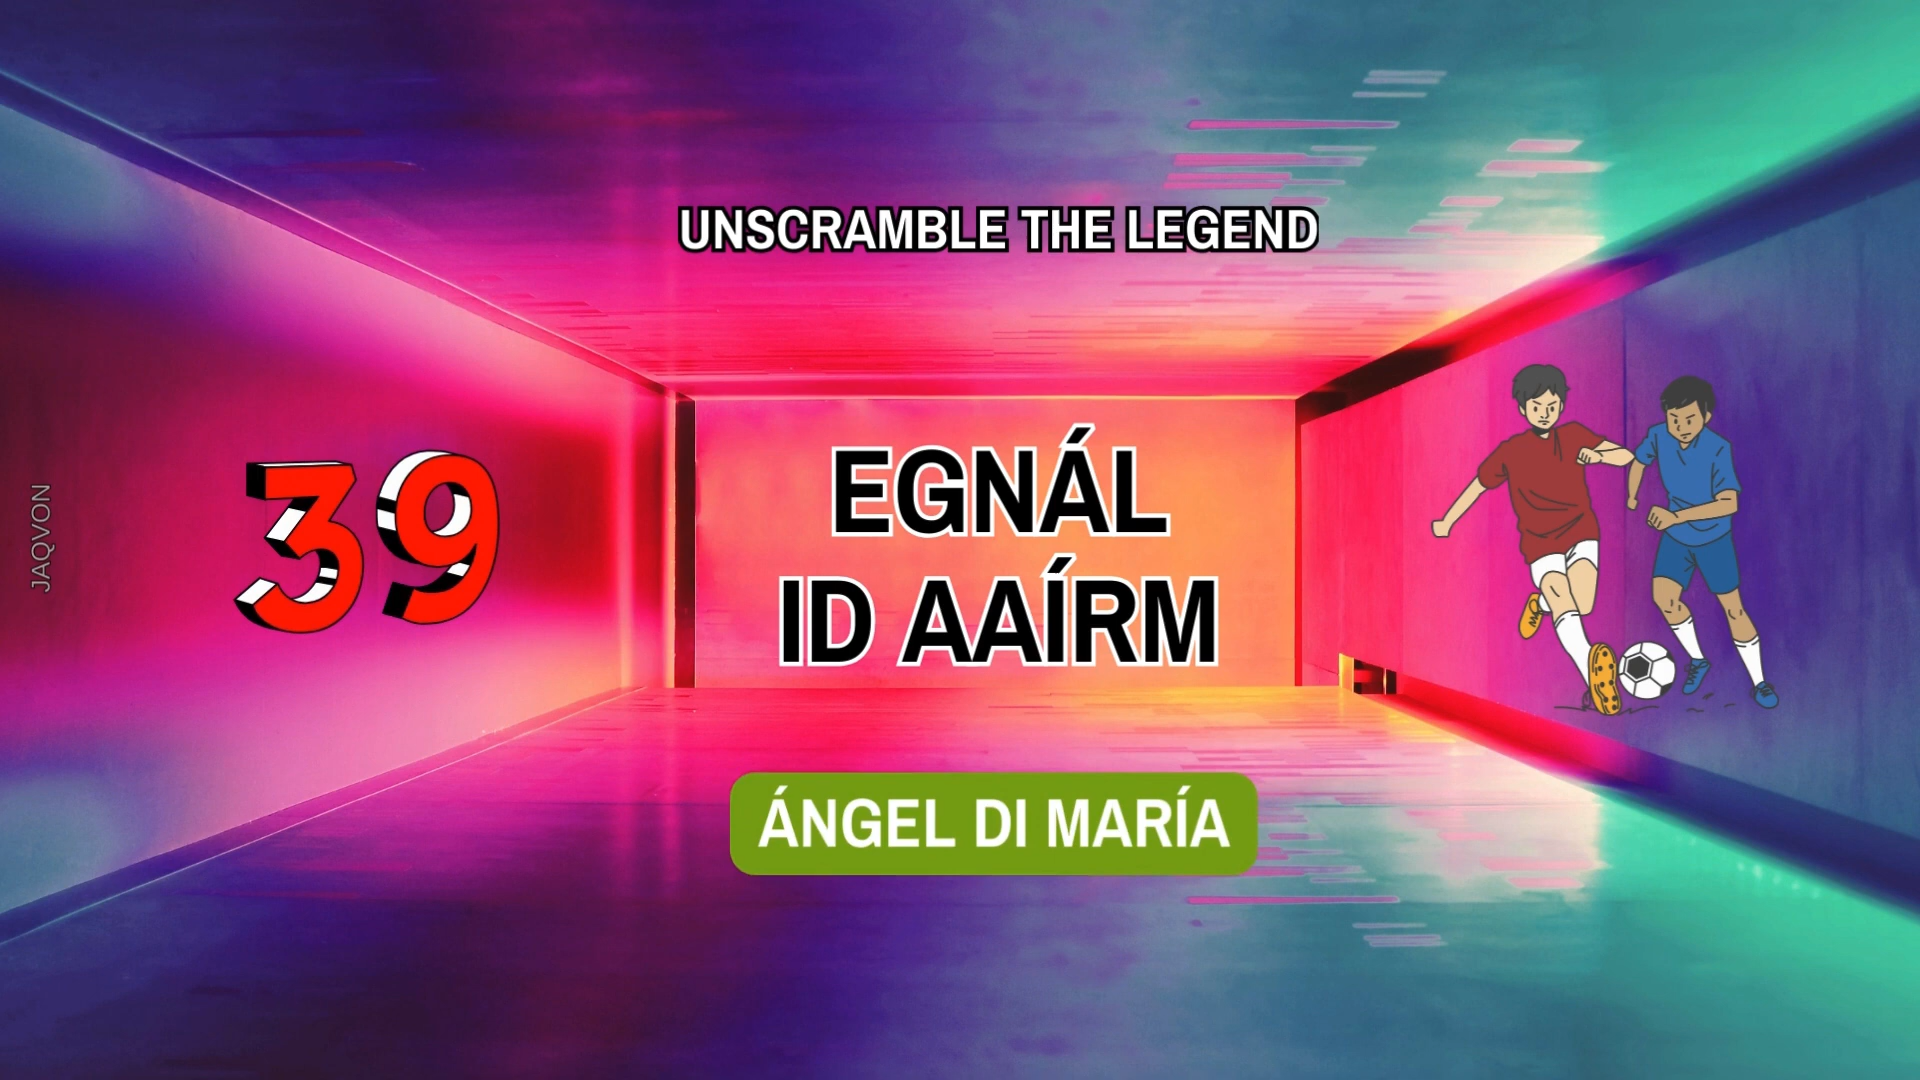 UNSCRAMBLE THE LEGEND
JAQVON
39
EGNÁL
ID AAÍRM
ÁNGEL DI MARÍA